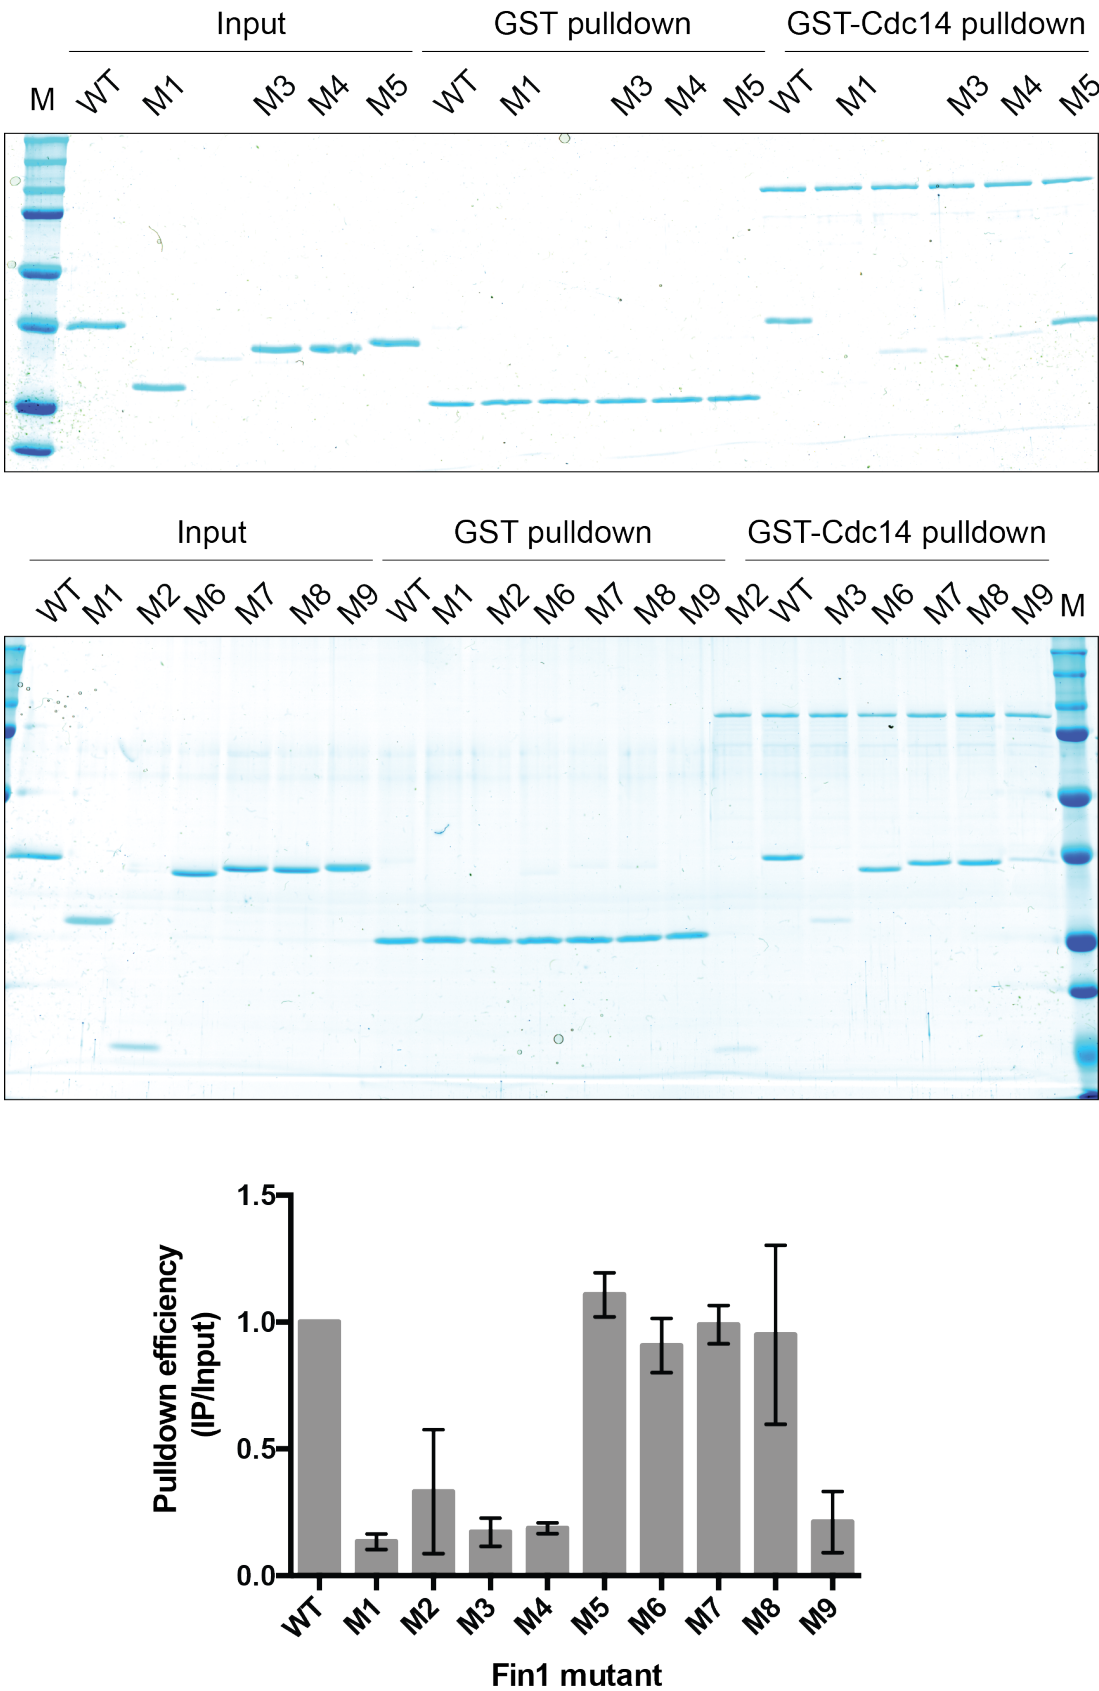 Input GST pulldown GST-Cdc14 pulldown
M WT M1 M3 M4 M5 WT M1 M3 M4 M5 WT M1 M3 M4 M5
Input GST pulldown GST-Cdc14 pulldown
WT M1 M2 M6 M7 M8 M9 WT M1 M2 M6 M7 M8 M9 M2 WT M3 M6 M7 M8 M9 M
1.5
1.0
0.5
0.0
Pulldown efficiency
(IP/Input)
WT M1 M2 M3 M4 M5 M6 M7 M8 M9
Fin1 mutant